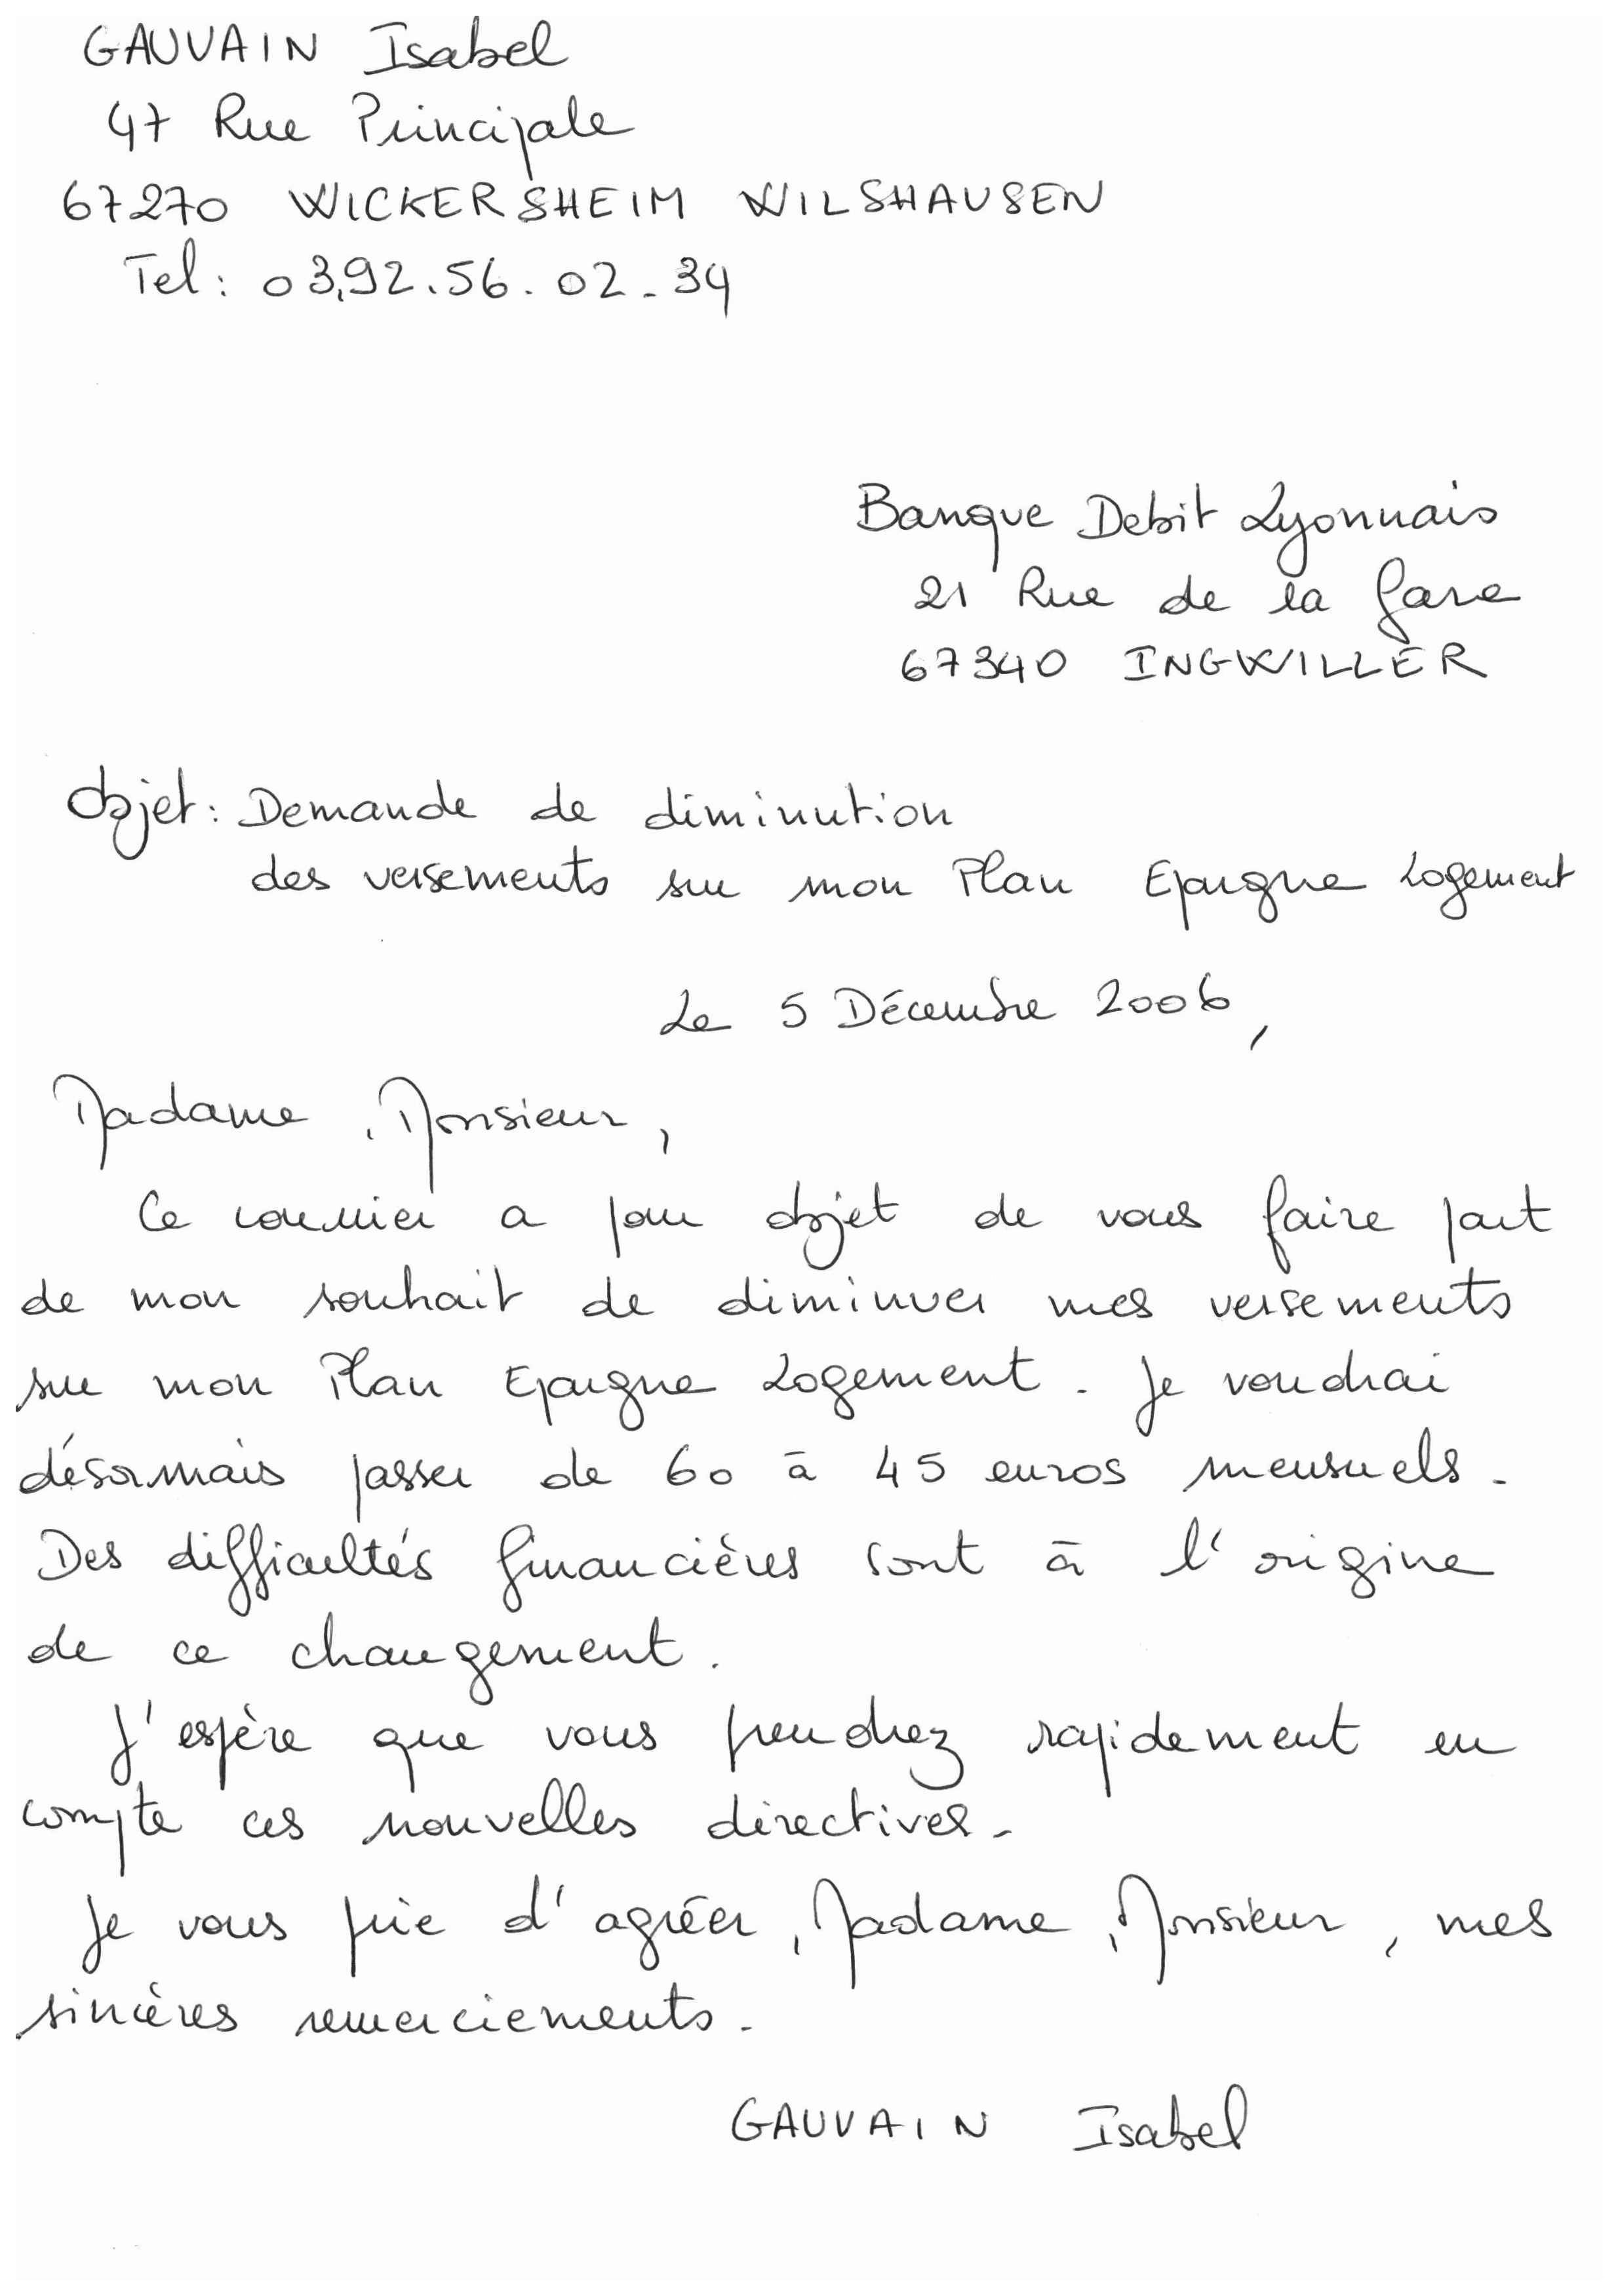 GAUVAIN Isabel
47 Rue Principale
67270 WICKERSHEIM WILSHAUSEN
Tel: 03.92.56.02.34
Banque Debit Lyonnais
21 Rue de la Gare
67340 INGWILLER
Objet: Demande de diminution
des versements sur mon Plan Epargne Logement
Le 5 Décembre 2006,
Madame, Monsieur,
Ce courrier a pour objet de vous faire part
de mon souhait de diminuer mes versements
sur mon Plan Epargne Logement. Je voudrai
désormais passer de 60 à 45 euros mensuels.
Des difficultés financières sont à l'origine
de ce changement.
J'espère que vous prendrez rapidement en
compte ces nouvelles directives.
Je vous prie d'agréer, Madame, Monsieur, mes
sincères remerciements.
GAUVAIN Isabel